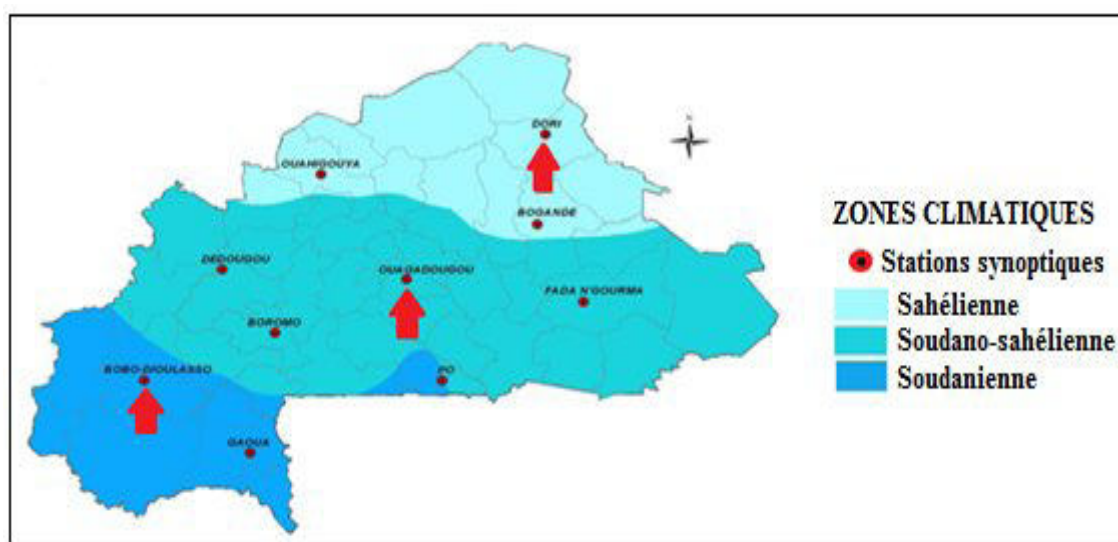 DORI
OUAHIGOUYA
BOGANDE
DEDOUGOU
OUAGADOUGOU
FADA N'GOURMA
BOROMO
BOBO-DIOULASSO
PO
GAOUA
N
ZONES CLIMATIQUES
Stations synoptiques
Sahélienne
Soudano-sahélienne
Soudanienne